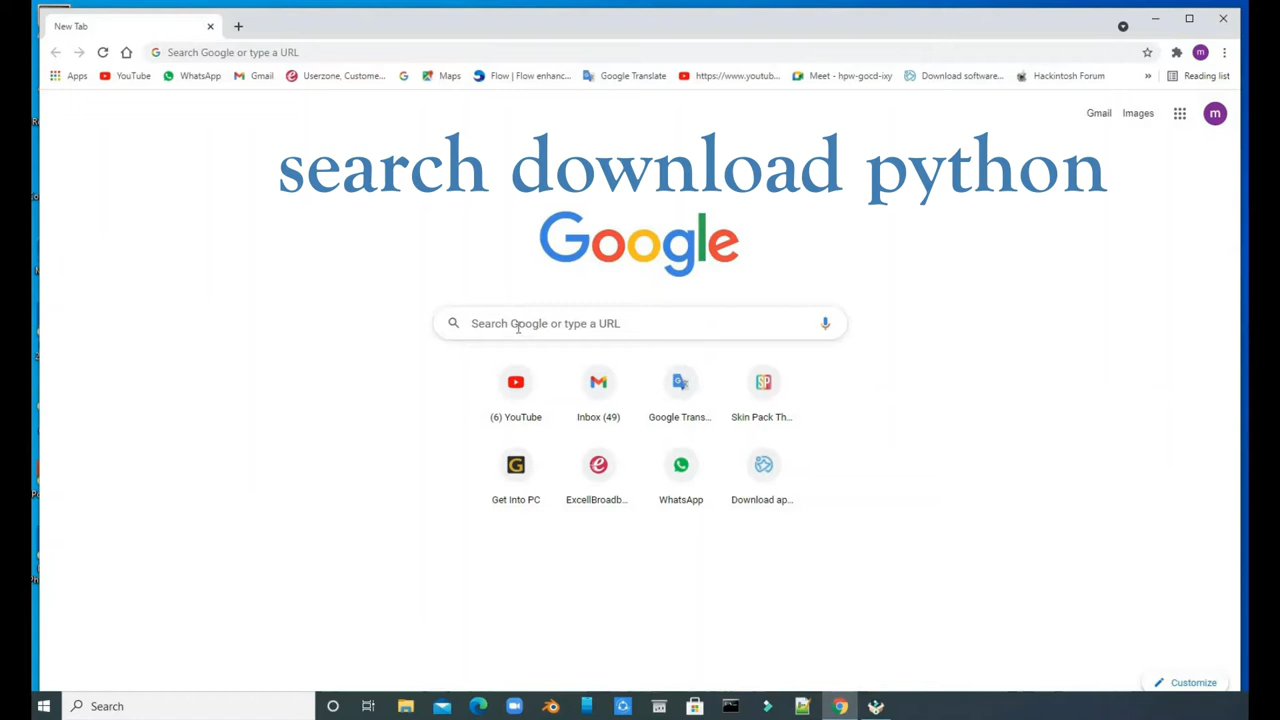 New Tab
Search Google or type a URL
Apps YouTube WhatsApp Gmail Userzone, Custome... Maps Flow | Flow enhanc... Google Translate https://www.youtub... Meet - hpw-gocd-ixy Download software... Hackintosh Forum » Reading list
Gmail Images m
search download python
Google
Search Google or type a URL
(6) YouTube Inbox (49) Google Trans... Skin Pack Th...
Get Into PC ExcellBroadb... WhatsApp Download ap...
Customize
Search